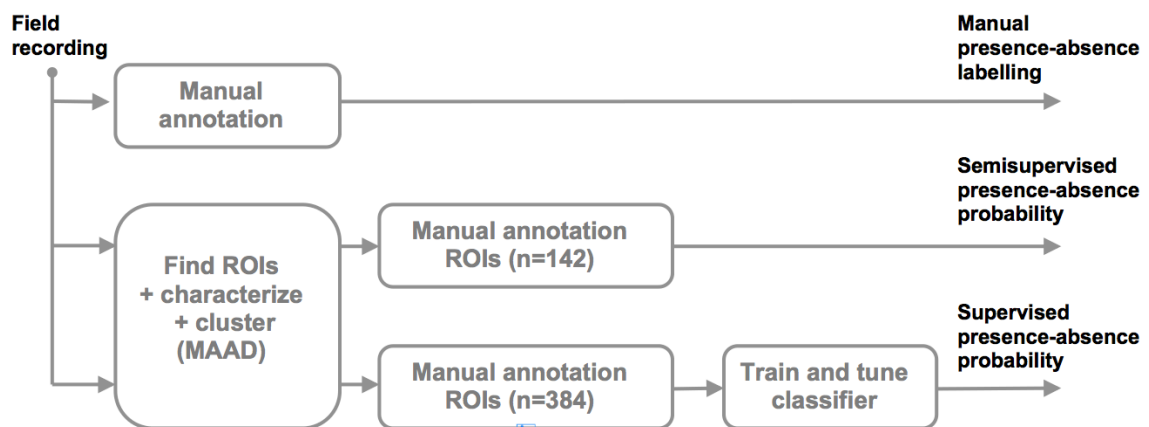 Field
recording
Manual
annotation
Manual
presence-absence
labelling
Find ROIs
+ characterize
+ cluster
(MAAD)
Manual annotation
ROIs (n=142)
Semisupervised
presence-absence
probability
Manual annotation
ROIs (n=384)
Train and tune
classifier
Supervised
presence-absence
probability